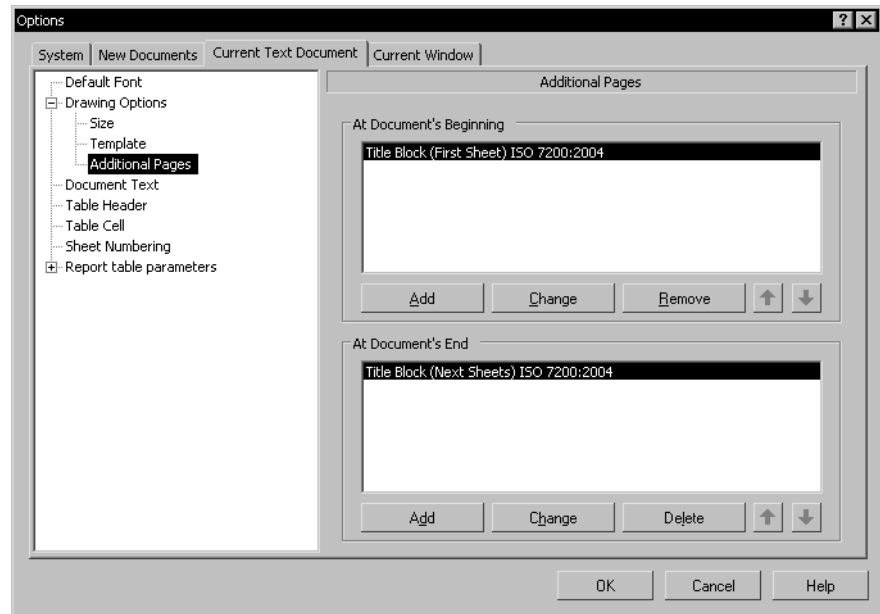 Options
System
New Documents
Current Text Document
Current Window
Default Font
Drawing Options
Size
Template
Additional Pages
Document Text
Table Header
Table Cell
Sheet Numbering
Report table parameters
Additional Pages
At Document's Beginning
Title Block (First Sheet) ISO 7200:2004
Add
Change
Remove
At Document's End
Title Block (Next Sheets) ISO 7200:2004
Add
Change
Delete
OK
Cancel
Help